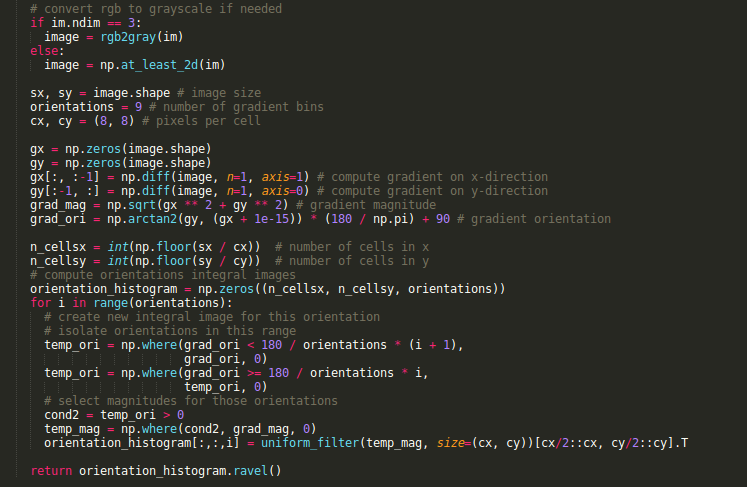 # convert rgb to grayscale if needed
if im.ndim == 3:
  image = rgb2gray(im)
else:
  image = np.at_least_2d(im)

sx, sy = image.shape # image size
orientations = 9 # number of gradient bins
cx, cy = (8, 8) # pixels per cell

gx = np.zeros(image.shape)
gy = np.zeros(image.shape)
gx[:, :-1] = np.diff(image, n=1, axis=1) # compute gradient on x-direction
gy[:-1, :] = np.diff(image, n=1, axis=0) # compute gradient on y-direction
grad_mag = np.sqrt(gx ** 2 + gy ** 2) # gradient magnitude
grad_ori = np.arctan2(gy, (gx + 1e-15)) * (180 / np.pi) + 90 # gradient orientation

n_cellsx = int(np.floor(sx / cx))  # number of cells in x
n_cellsy = int(np.floor(sy / cy))  # number of cells in y
# compute orientations integral images
orientation_histogram = np.zeros((n_cellsx, n_cellsy, orientations))
for i in range(orientations):
  # create new integral image for this orientation
  # isolate orientations in this range
  temp_ori = np.where(grad_ori < 180 / orientations * (i + 1),
                      grad_ori, 0)
  temp_ori = np.where(grad_ori >= 180 / orientations * i,
                      temp_ori, 0)
  # select magnitudes for those orientations
  cond2 = temp_ori > 0
  temp_mag = np.where(cond2, grad_mag, 0)
  orientation_histogram[:,:,i] = uniform_filter(temp_mag, size=(cx, cy))[cx/2::cx, cy/2::cy].T

return orientation_histogram.ravel()